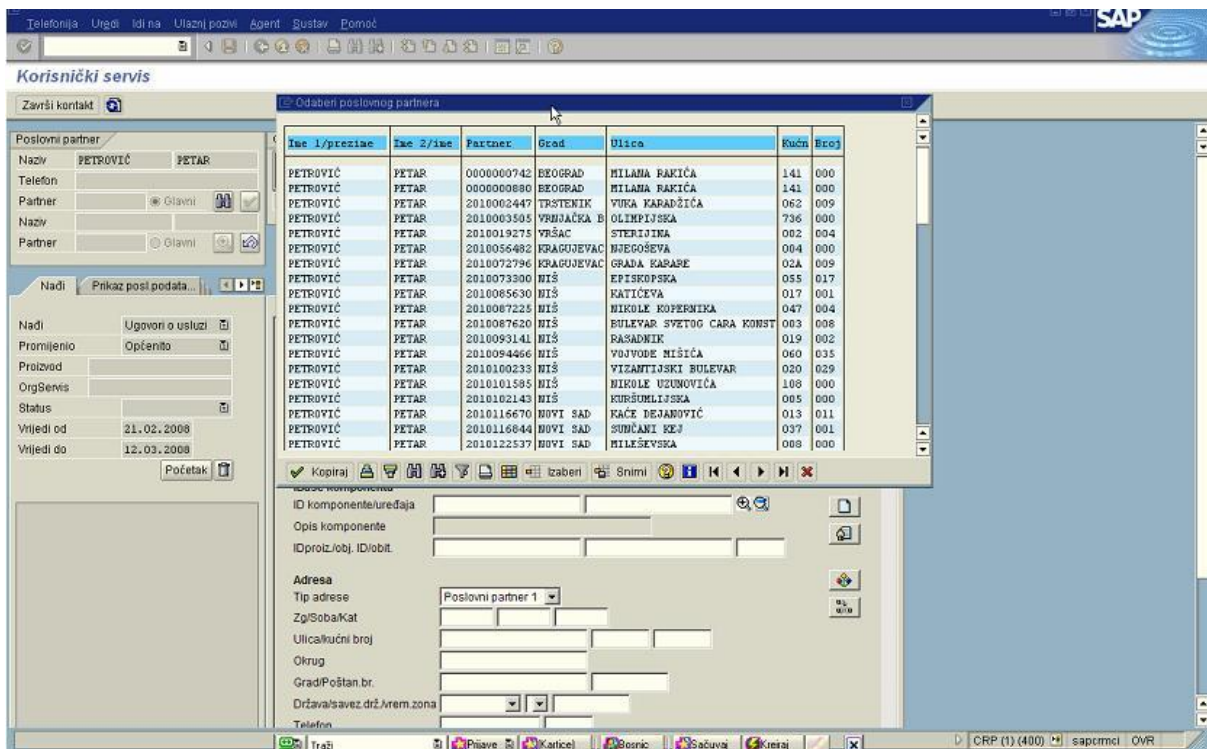 Telefonija Uredi Idi na Ulazni pozivi Agent Sustav Pomoć
SAP
Korisnički servis
Završi kontakt
Odaberi poslovnog partnera
Poslovni partner
Naziv PETROVIĆ PETAR
Telefon
Partner Glavni
Naziv
Partner Glavni
Nađi Prikaz posl.podata...
Nađi Ugovori o usluzi
Promijenio Općenito
Proizvod
OrgServis
Status
Vrijedi od 21.02.2008
Vrijedi do 12.03.2008
Početak
Ime 1/prezime Ime 2/ime Partner Grad Ulica Kućn Broj
PETROVIĆ PETAR 0000000742 BEOGRAD MILANA RAKIĆA 141 000
PETROVIĆ PETAR 0000000880 BEOGRAD MILANA RAKIĆA 141 000
PETROVIĆ PETAR 2010002447 TRSTENIK VUKA KARADŽIĆA 062 009
PETROVIĆ PETAR 2010003505 VRNJAČKA B OLIMPIJSKA 736 000
PETROVIĆ PETAR 2010019275 VRŠAC STERIJINA 002 004
PETROVIĆ PETAR 2010056482 KRAGUJEVAC NJEGOŠEVA 004 000
PETROVIĆ PETAR 2010072796 KRAGUJEVAC GRADA KARARE 02A 009
PETROVIĆ PETAR 2010073300 NIŠ EPISKOPSKA 055 017
PETROVIĆ PETAR 2010085630 NIŠ KATIĆEVA 017 001
PETROVIĆ PETAR 2010087225 NIŠ NIKOLE KOPERNIKA 047 004
PETROVIĆ PETAR 2010087620 NIŠ BULEVAR SVETOG CARA KONST 003 008
PETROVIĆ PETAR 2010093141 NIŠ RASADNIK 019 002
PETROVIĆ PETAR 2010094466 NIŠ VOJVODE MIŠIĆA 060 035
PETROVIĆ PETAR 2010100233 NIŠ VIZANTIJSKI BULEVAR 020 029
PETROVIĆ PETAR 2010101585 NIŠ NIKOLE UZUNOVIĆA 108 000
PETROVIĆ PETAR 2010102143 NIŠ KURŠUMLIJSKA 005 000
PETROVIĆ PETAR 2010116670 NOVI SAD KAĆE DEJANOVIĆ 013 011
PETROVIĆ PETAR 2010116844 NOVI SAD SUNČANI KEJ 037 001
PETROVIĆ PETAR 2010122537 NOVI SAD MILEŠEVSKA 008 000
Kopiraj Izaberi Snimi
IBase komponenta
ID komponente/uređaja
Opis komponente
IDproiz./obj. ID/obit.
Adresa
Tip adrese Poslovni partner 1
Zg/Soba/Kat
Ulica/kućni broj
Okrug
Grad/Poštan.br.
Država/savez.drž./vrem.zona
Telefon
Traži Prijave Kartice) Bosnic Sačuvaj Kreiraj
CRP (1) (400) sapcrmci OVR